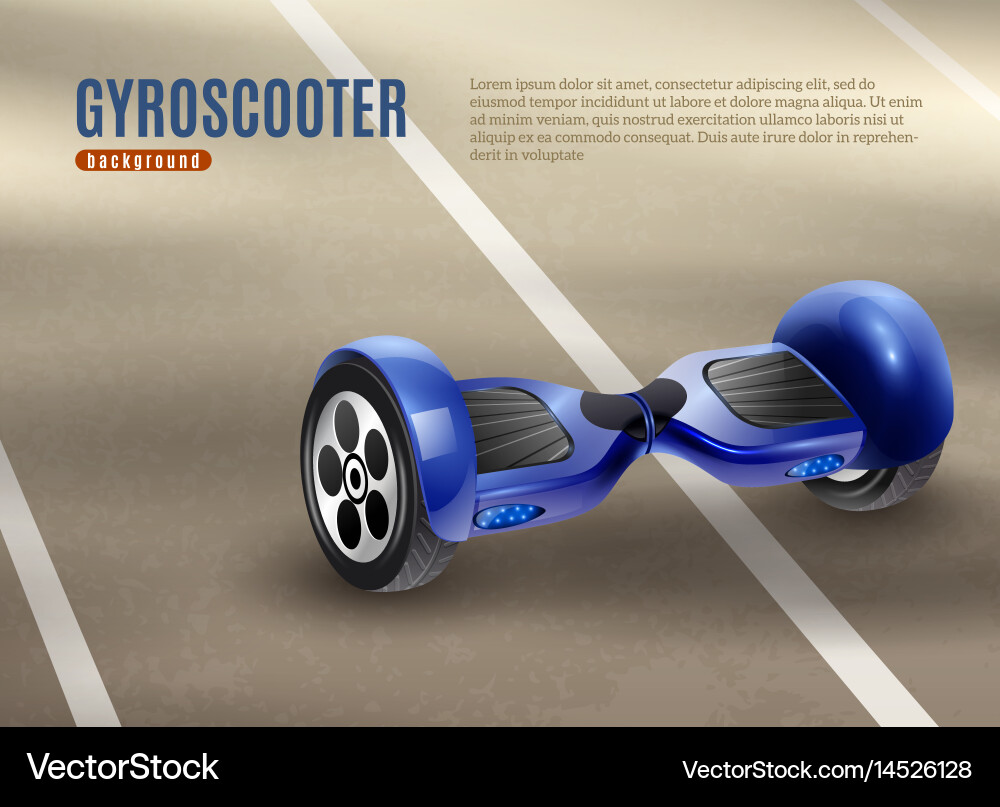 GYROSCOOTER
background
Lorem ipsum dolor sit amet, consectetur adipiscing elit, sed do
eiusmod tempor incididunt ut labore et dolore magna aliqua. Ut enim
ad minim veniam, quis nostrud exercitation ullamco laboris nisi ut
aliquip ex ea commodo consequat. Duis aute irure dolor in reprehen-
derit in voluptate
VectorStock
VectorStock.com/14526128